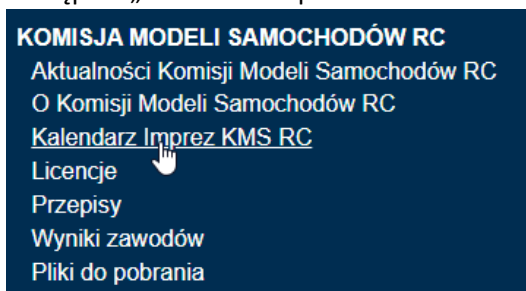 KOMISJA MODELI SAMOCHODÓW RC
Aktualności Komisji Modeli Samochodów RC
O Komisji Modeli Samochodów RC
Kalendarz Imprez KMS RC
Licencje
Przepisy
Wyniki zawodów
Pliki do pobrania